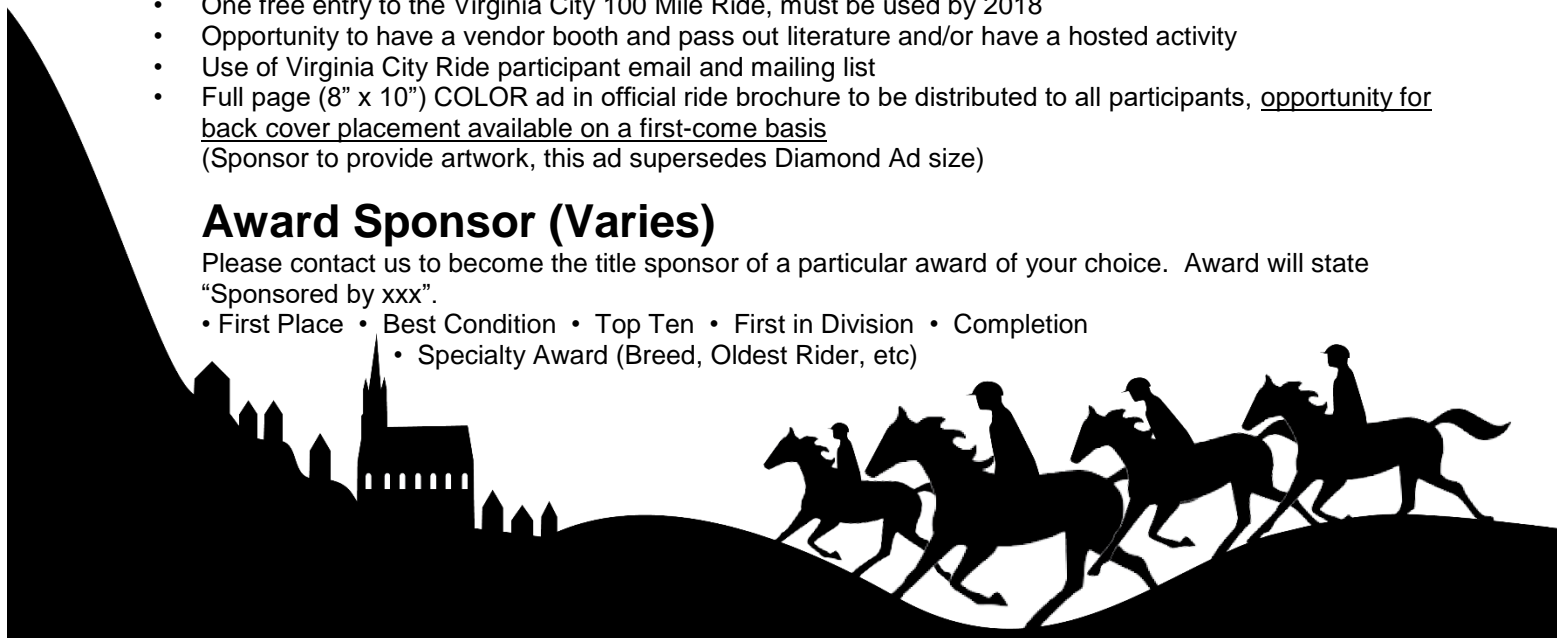 • One free entry to the Virginia City 100 Mile Ride, must be used by 2018
• Opportunity to have a vendor booth and pass out literature and/or have a hosted activity
• Use of Virginia City Ride participant email and mailing list
• Full page (8” x 10”) COLOR ad in official ride brochure to be distributed to all participants, opportunity for
back cover placement available on a first-come basis
(Sponsor to provide artwork, this ad supersedes Diamond Ad size)
Award Sponsor (Varies)
Please contact us to become the title sponsor of a particular award of your choice.  Award will state
“Sponsored by xxx”.
• First Place  •  Best Condition  •  Top Ten  •  First in Division  •  Completion
•  Specialty Award (Breed, Oldest Rider, etc)